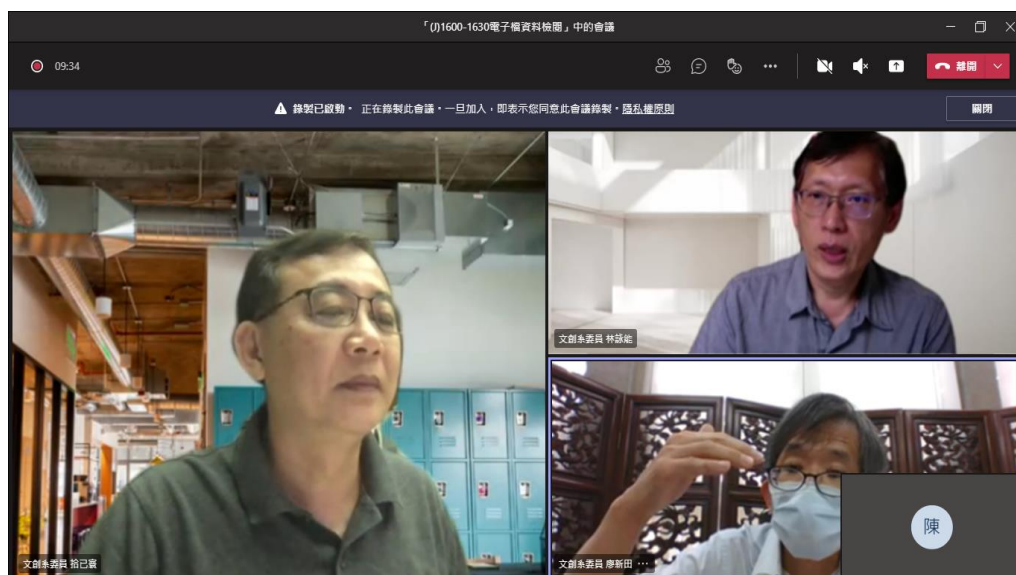 「(J)1600-1630電子檔資料檢閱」中的會議
09:34
離開
錄製已啟動。 正在錄製此會議。一旦加入，即表示您同意此會議錄製。隱私權原則
關閉
文創系委員 林詠能
文創系委員
文創系委員 廖新田 ...
陳